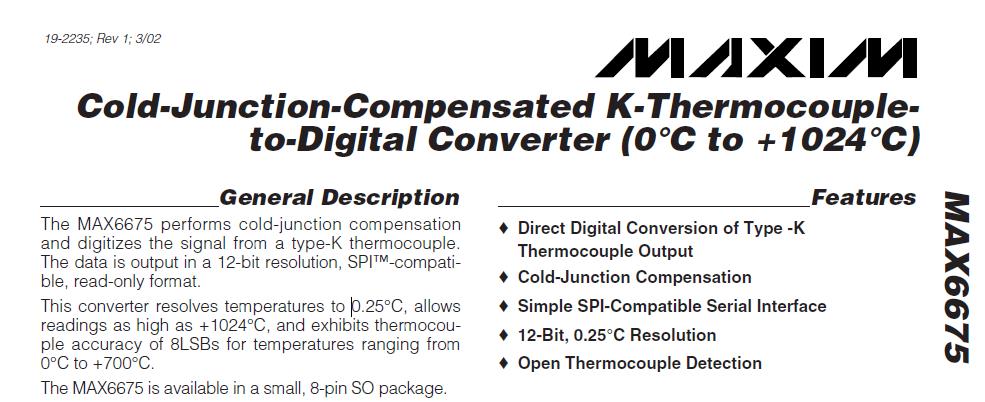 19-2235; Rev 1; 3/02
MAXIM
Cold-Junction-Compensated K-Thermocouple-
to-Digital Converter (0°C to +1024°C)
General Description
The MAX6675 performs cold-junction compensation
and digitizes the signal from a type-K thermocouple.
The data is output in a 12-bit resolution, SPI™-compati-
ble, read-only format.
This converter resolves temperatures to 0.25°C, allows
readings as high as +1024°C, and exhibits thermocou-
ple accuracy of 8LSBs for temperatures ranging from
0°C to +700°C.
The MAX6675 is available in a small, 8-pin SO package.
Features
♦ Direct Digital Conversion of Type -K
Thermocouple Output
♦ Cold-Junction Compensation
♦ Simple SPI-Compatible Serial Interface
♦ 12-Bit, 0.25°C Resolution
♦ Open Thermocouple Detection
MAX6675